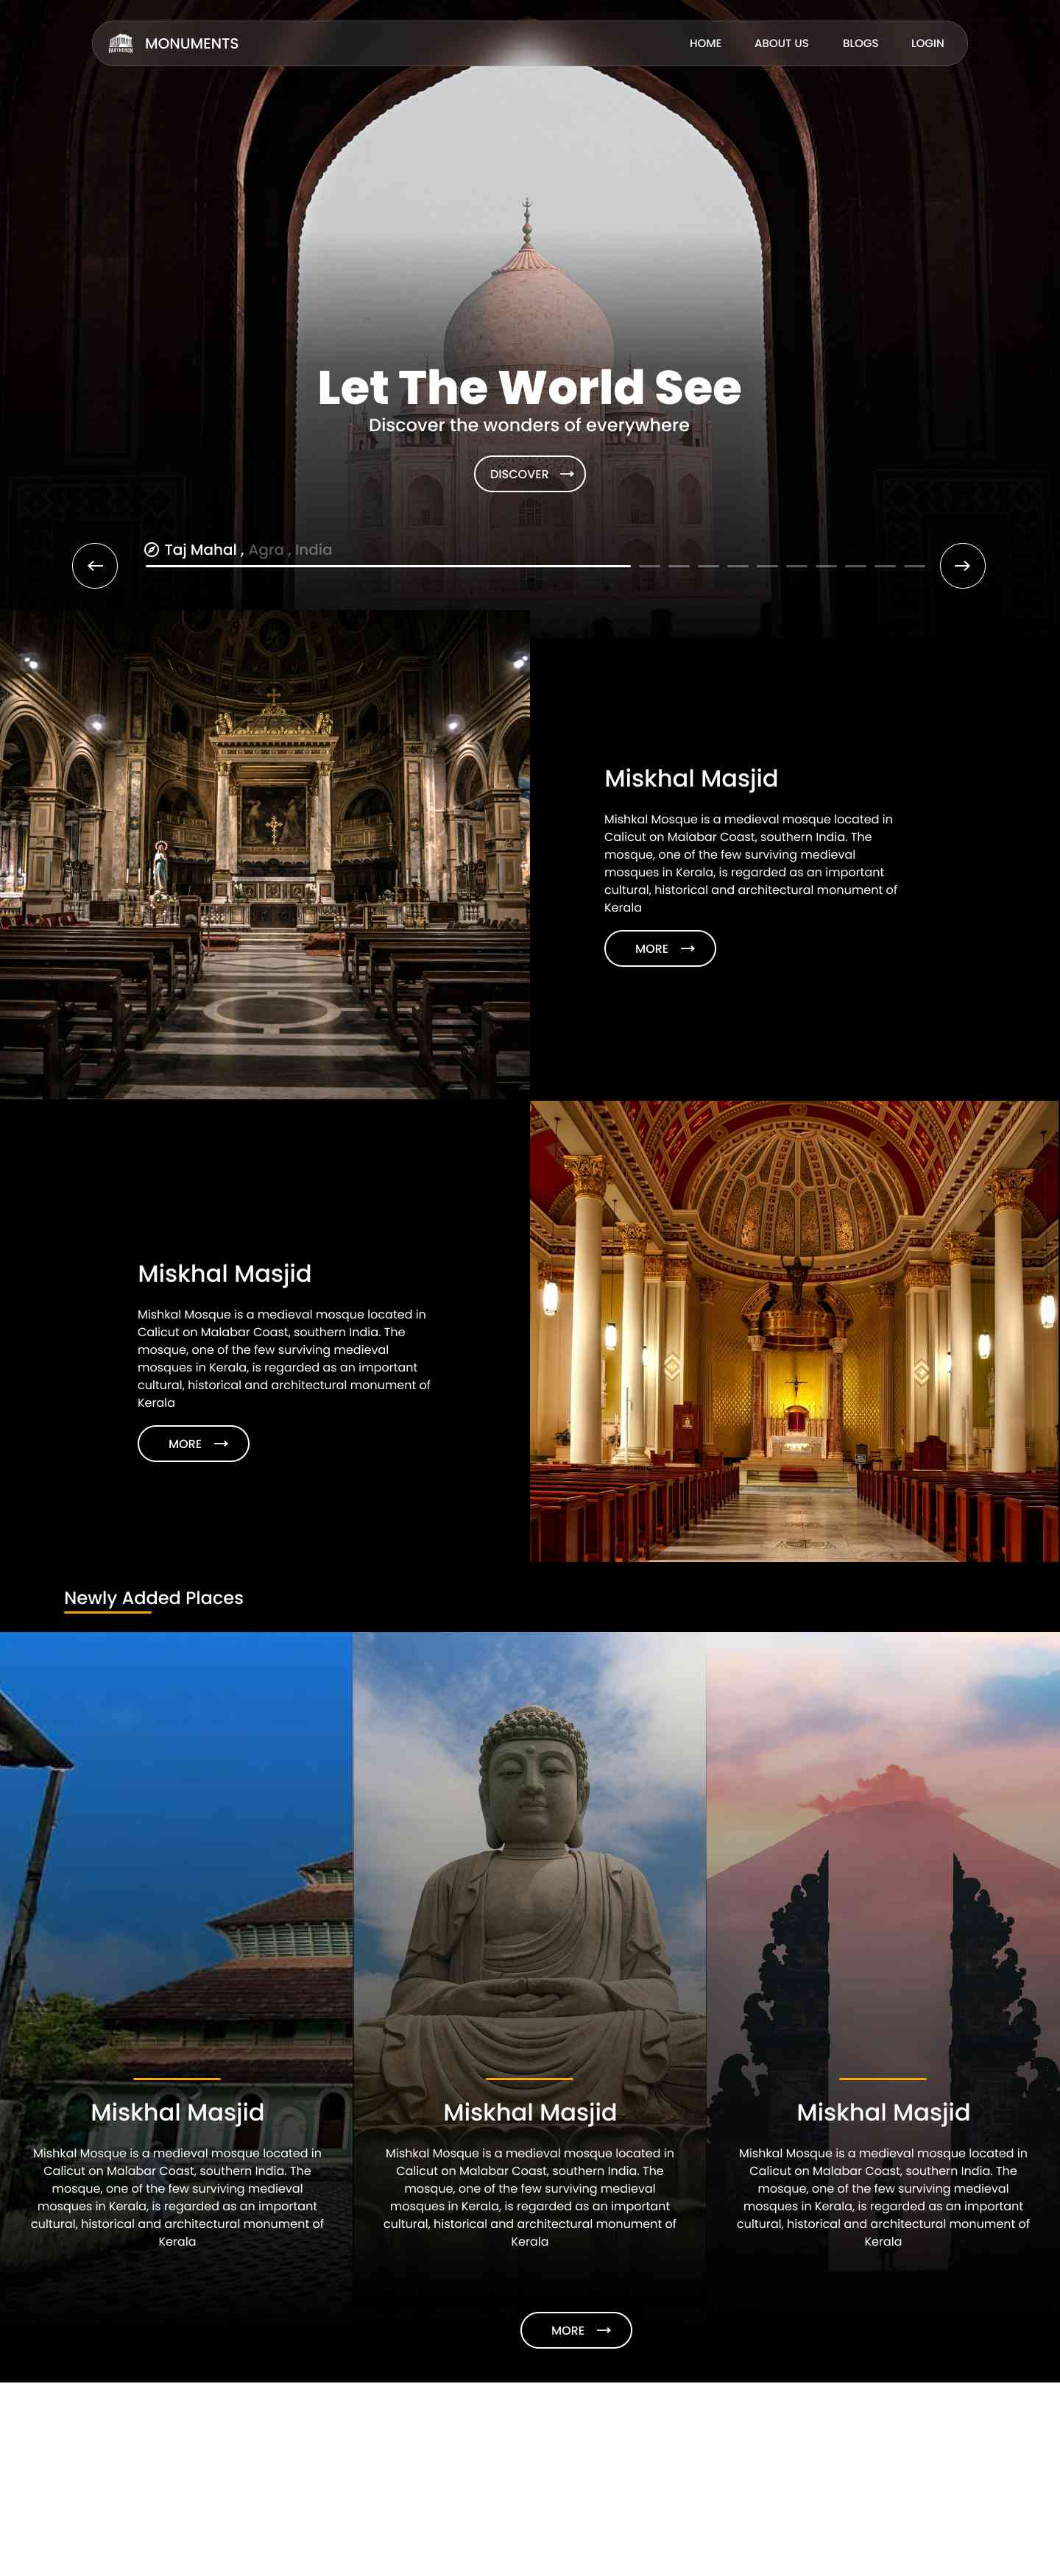 MONUMENTS
HOME
ABOUT US
BLOGS
LOGIN
Let The World See
Discover the wonders of everywhere
DISCOVER
Taj Mahal , Agra , India
Miskhal Masjid
Mishkal Mosque is a medieval mosque located in
Calicut on Malabar Coast, southern India. The
mosque, one of the few surviving medieval
mosques in Kerala, is regarded as an important
cultural, historical and architectural monument of
Kerala
MORE
Miskhal Masjid
Mishkal Mosque is a medieval mosque located in
Calicut on Malabar Coast, southern India. The
mosque, one of the few surviving medieval
mosques in Kerala, is regarded as an important
cultural, historical and architectural monument of
Kerala
MORE
Newly Added Places
Miskhal Masjid
Mishkal Mosque is a medieval mosque located in
Calicut on Malabar Coast, southern India. The
mosque, one of the few surviving medieval
mosques in Kerala, is regarded as an important
cultural, historical and architectural monument of
Kerala
Miskhal Masjid
Mishkal Mosque is a medieval mosque located in
Calicut on Malabar Coast, southern India. The
mosque, one of the few surviving medieval
mosques in Kerala, is regarded as an important
cultural, historical and architectural monument of
Kerala
Miskhal Masjid
Mishkal Mosque is a medieval mosque located in
Calicut on Malabar Coast, southern India. The
mosque, one of the few surviving medieval
mosques in Kerala, is regarded as an important
cultural, historical and architectural monument of
Kerala
MORE